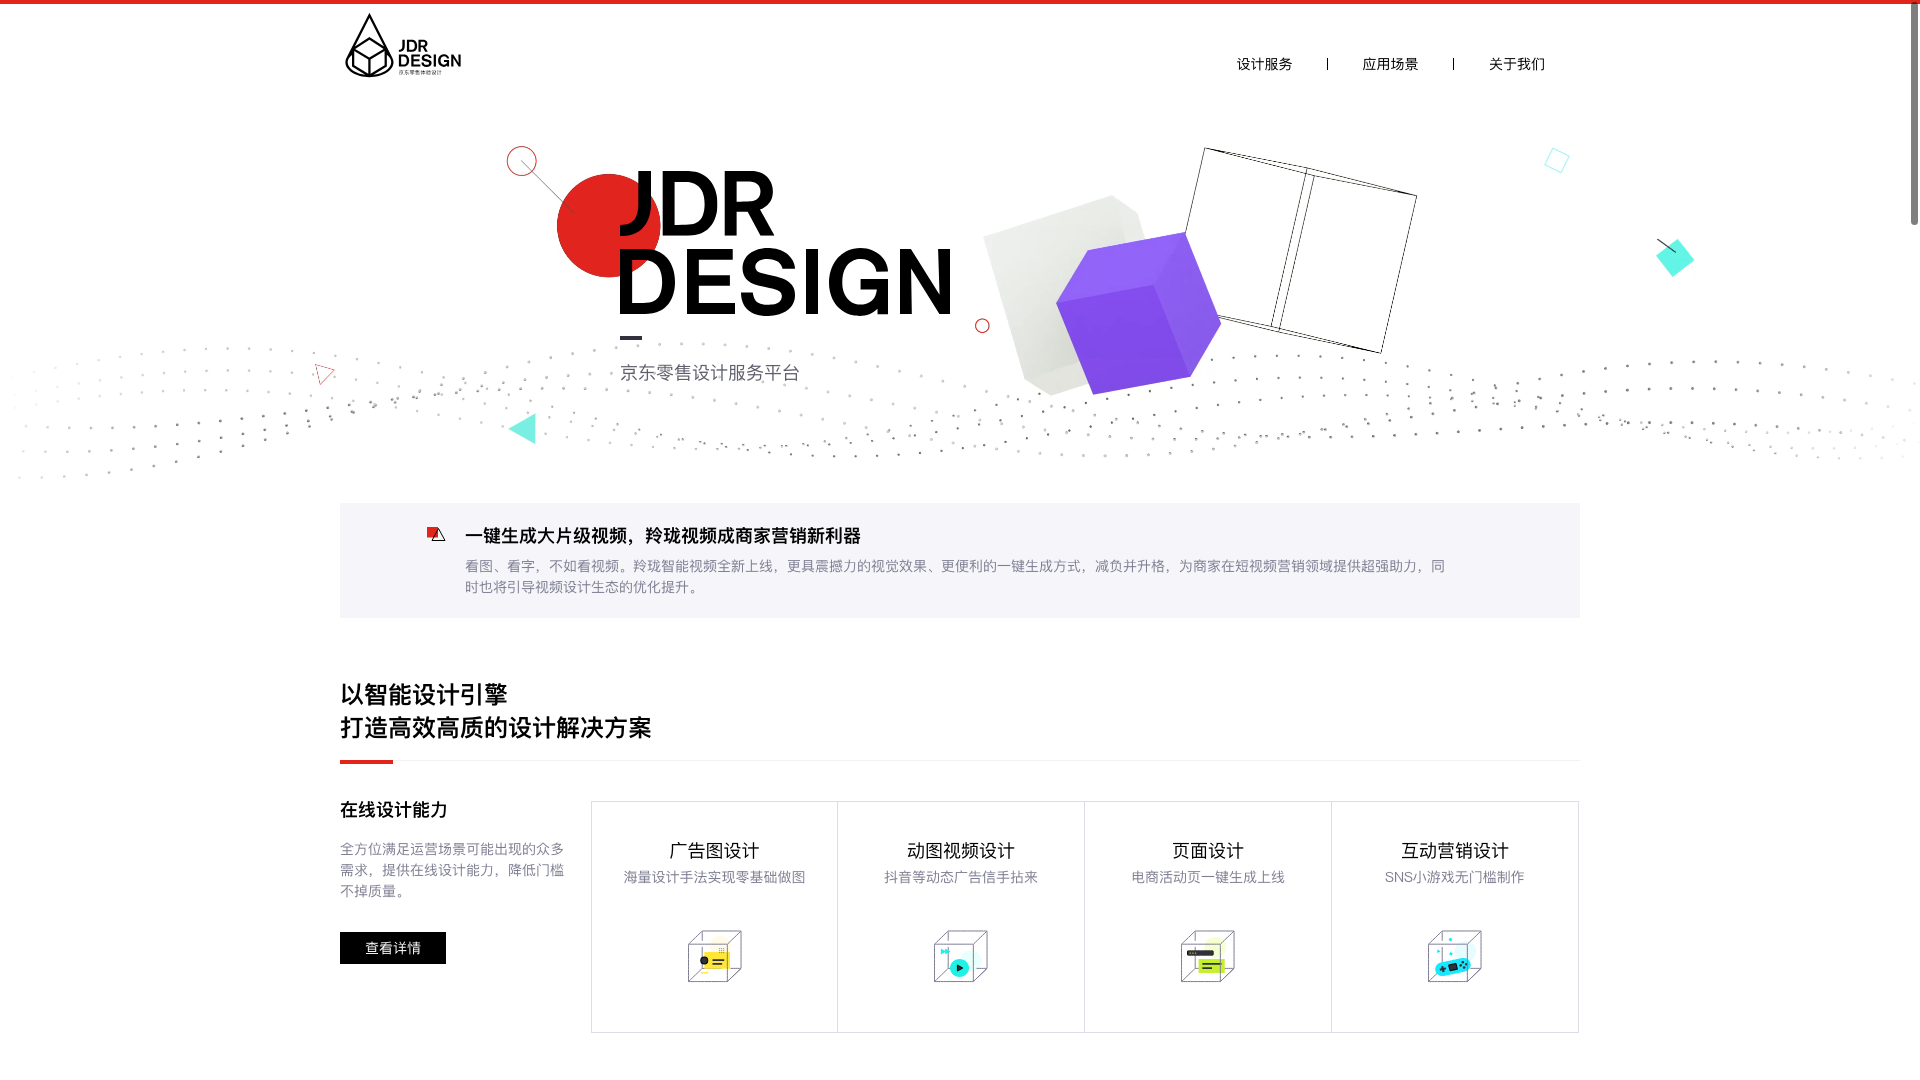 JDR
DESIGN
京东零售体验设计
设计服务
应用场景
关于我们
JDR
DESIGN
京东零售设计服务平台
一键生成大片级视频，羚珑视频成商家营销新利器
看图、看字，不如看视频。羚珑智能视频全新上线，更具震撼力的视觉效果、更便利的一键生成方式，减负并升格，为商家在短视频营销领域提供超强助力，同
时也将引导视频设计生态的优化提升。
以智能设计引擎
打造高效高质的设计解决方案
在线设计能力
全方位满足运营场景可能出现的众多
需求，提供在线设计能力，降低门槛
不掉质量。
查看详情
广告图设计
海量设计手法实现零基础做图
动图视频设计
抖音等动态广告信手拈来
页面设计
电商活动页一键生成上线
互动营销设计
SNS小游戏无门槛制作